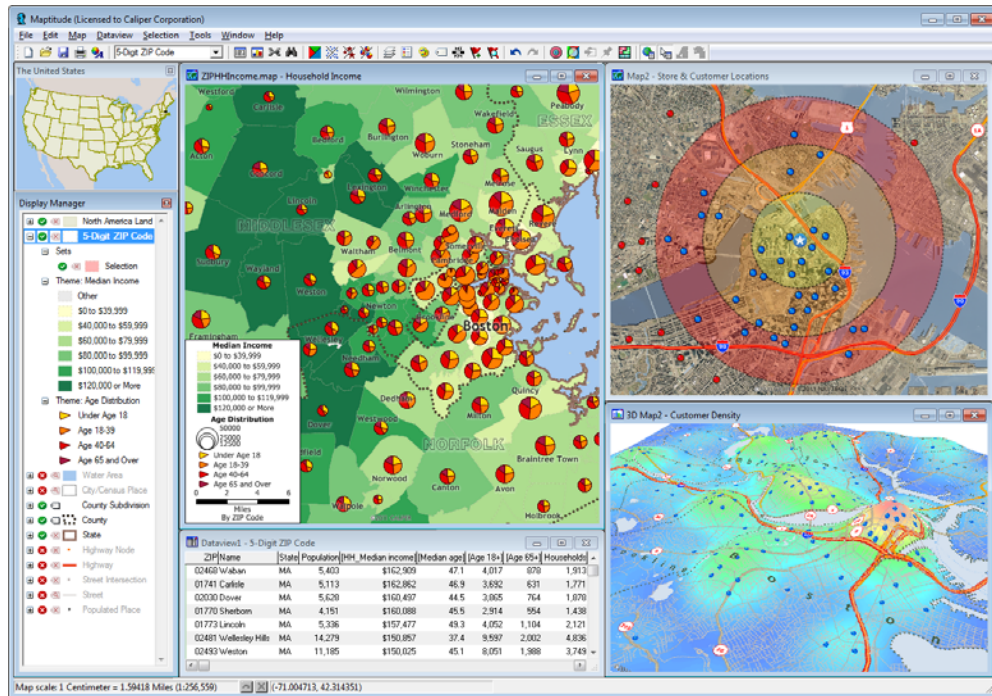 Maptitude (Licensed to Caliper Corporation)
File Edit Map Dataview Selection Tools Window Help
5-Digit ZIP Code
The United States
Display Manager
North America Land
5-Digit ZIP Code
Sets
Selection
Theme: Median Income
Other
$0 to $39,999
$40,000 to $59,999
$60,000 to $79,999
$80,000 to $99,999
$100,000 to $119,999
$120,000 or More
Theme: Age Distribution
Under Age 18
Age 18-39
Age 40-64
Age 65 and Over
Water Area
City/Census Place
County Subdivision
County
State
Highway Node
Highway
Street Intersection
Street
Populated Place
ZIPHHIncome.map - Household Income
Westford
Carlisle
Wilmington
Peabody
ESSEX
Wakefield
Bedford
Burlington
Acton
Woburn
Stoneham
Saugus
Lynn
Concord
Lexington
Winchester
Melrose
Lincoln
Arlington
Medford
Malden
Revere
MIDDLESEX
Everett
Chelsea
Waltham
Belmont
Somerville
Cambridge
Sudbury
Wayland
Weston
Newton
Brookline
Boston
Framingham
Wellesley
Needham
Quincy
Dedham
Milton
Dover
Westwood
NORFOLK
Braintree Town
Norwood
Canton
Avon
Walpole
Holbrook
Median Income
$0 to $39,999
$40,000 to $59,999
$60,000 to $79,999
$80,000 to $99,999
$100,000 to $119,999
$120,000 or More
Age Distribution
50000
25000
12500
Under Age 18
Age 18-39
Age 40-64
Age 65 and Over
0 2 4 6
Miles
By ZIP Code
Dataview1 - 5-Digit ZIP Code
ZIP Name State Population [HH_Median income] [Median age] [Age 18+] [Age 65+] Households
02468 Waban MA 5,403 $162,909 47.1 4,017 878 1,913
01741 Carlisle MA 5,113 $162,862 46.9 3,692 631 1,771
02030 Dover MA 5,628 $160,497 44.5 3,865 764 1,878
01770 Sherborn MA 4,151 $160,088 45.5 2,914 554 1,438
01773 Lincoln MA 5,336 $157,477 49.3 4,052 1,104 2,121
02481 Wellesley Hills MA 14,279 $150,857 37.4 9,597 2,002 4,836
02493 Weston MA 11,185 $150,025 45.1 8,051 1,988 3,749
Map2 - Store & Customer Locations
1
1A
93
90
90
3D Map2 - Customer Density
Map scale: 1 Centimeter = 1.59418 Miles (1:256,559)
(-71.004713, 42.314351)